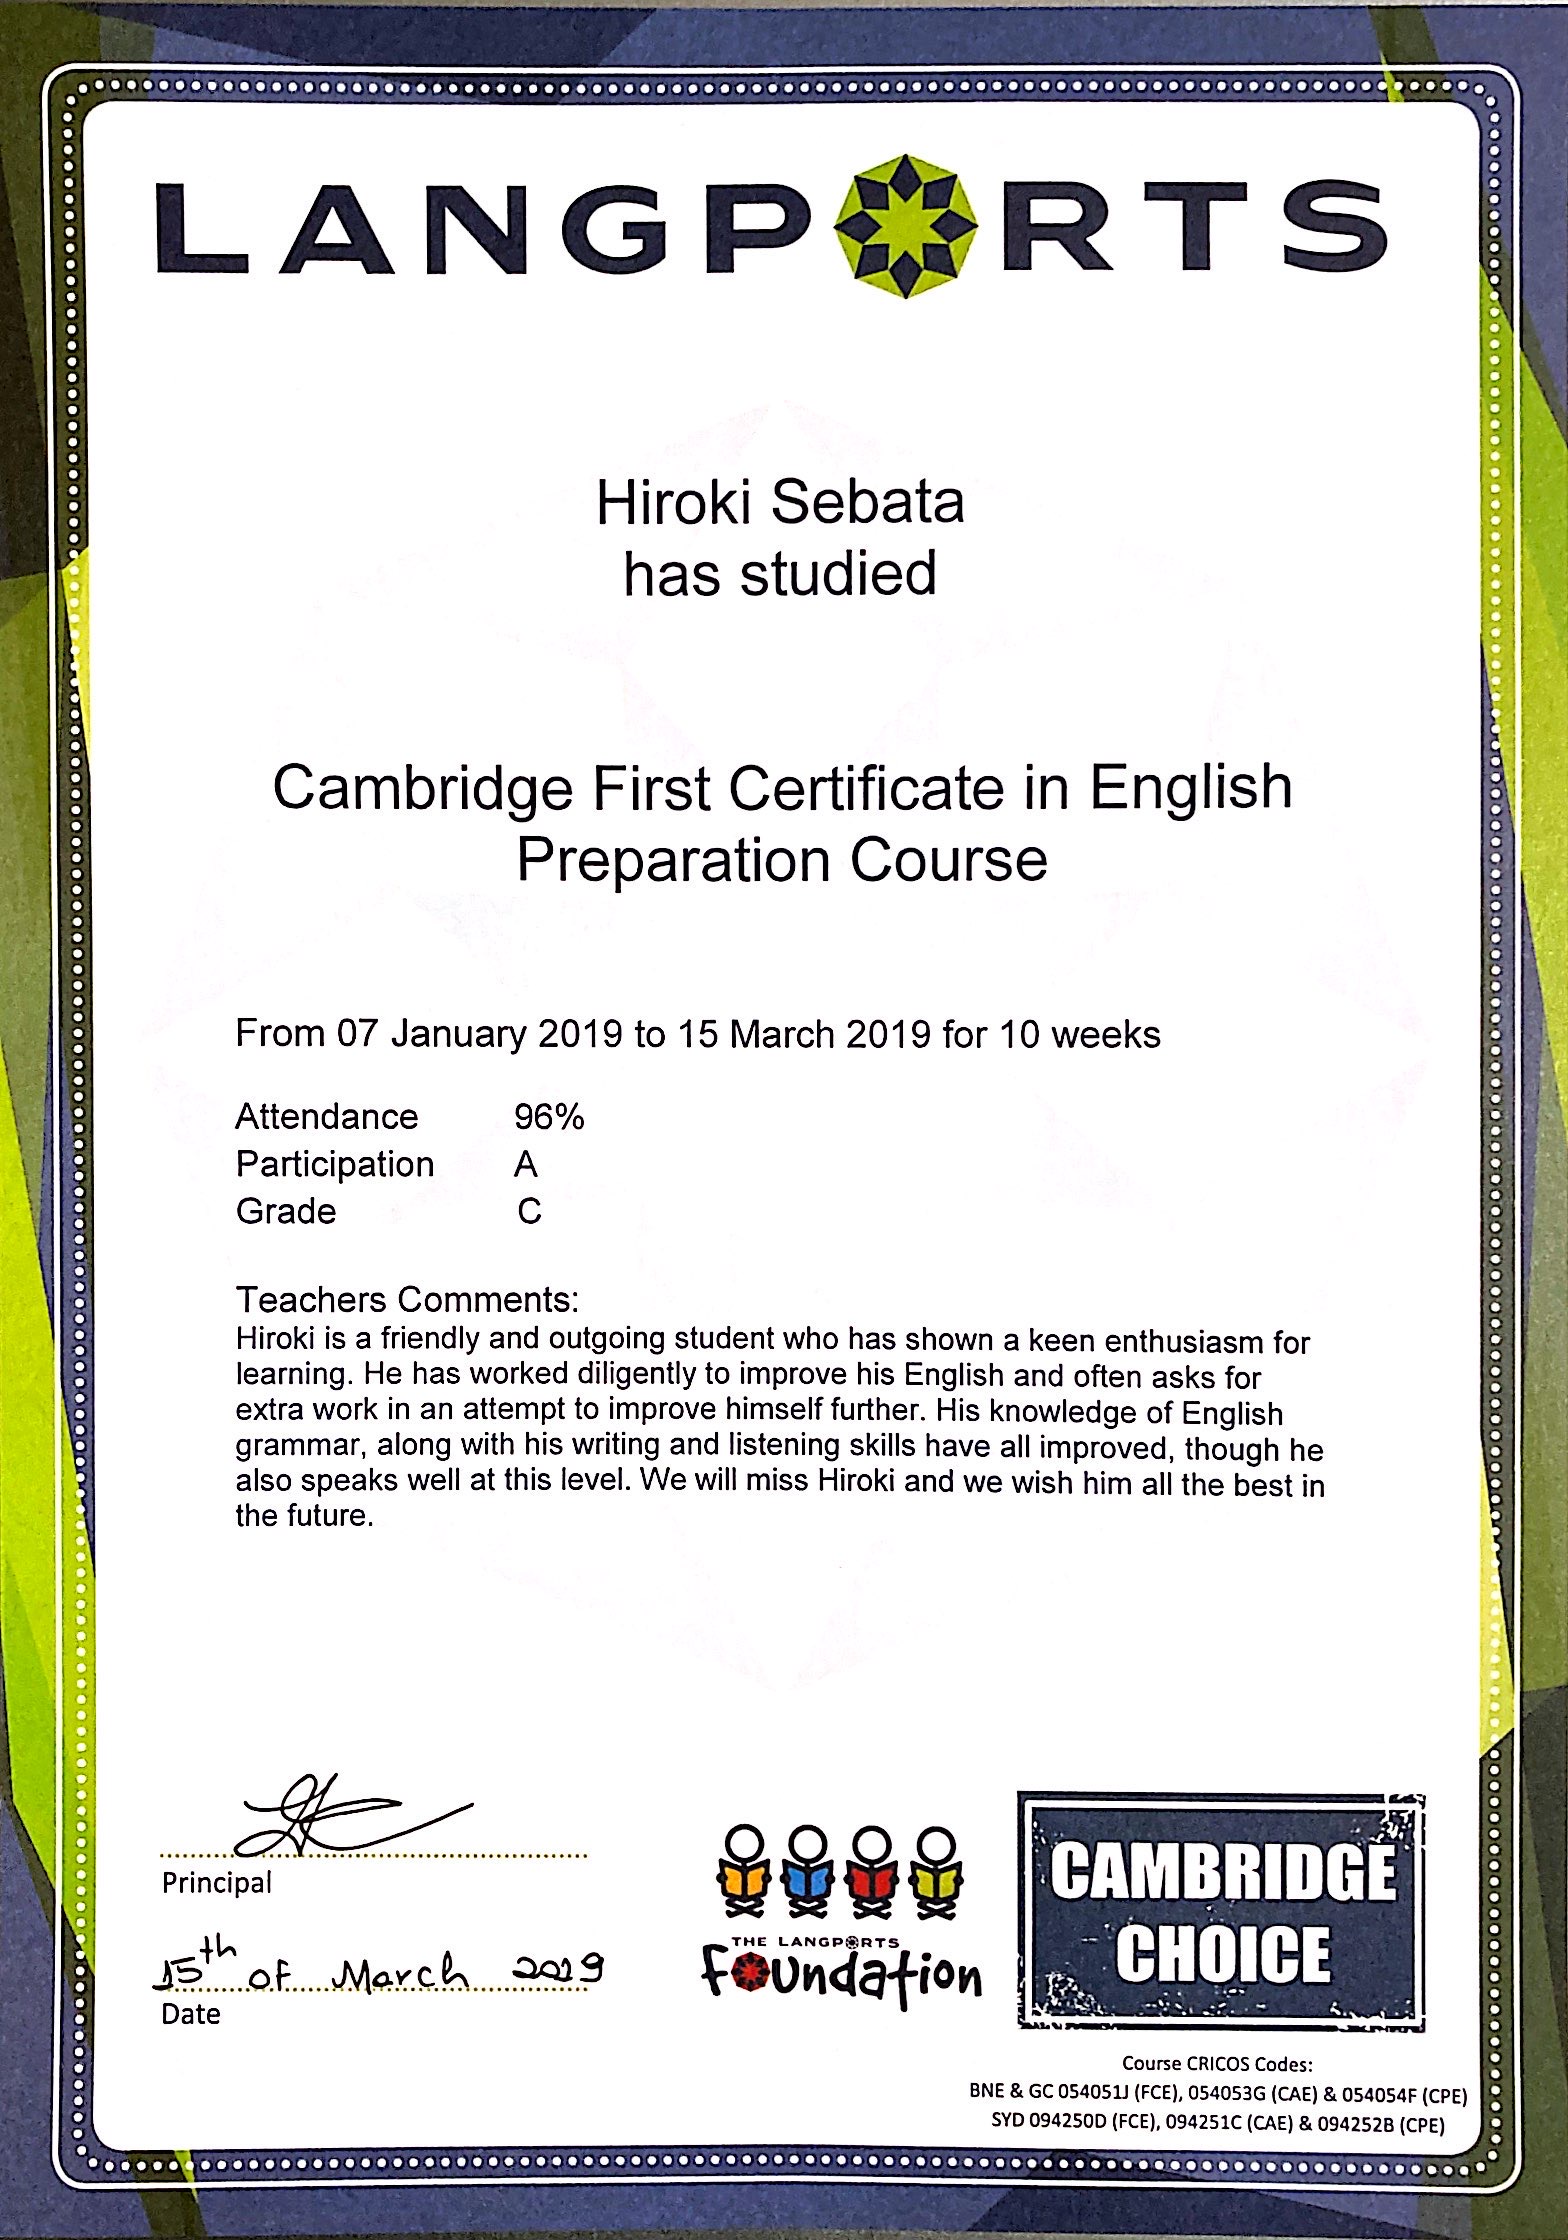 LANGPORTS
Hiroki Sebata
has studied
Cambridge First Certificate in English
Preparation Course
From 07 January 2019 to 15 March 2019 for 10 weeks
Attendance 96%
Participation A
Grade C
Teachers Comments:
Hiroki is a friendly and outgoing student who has shown a keen enthusiasm for
learning. He has worked diligently to improve his English and often asks for
extra work in an attempt to improve himself further. His knowledge of English
grammar, along with his writing and listening skills have all improved, though he
also speaks well at this level. We will miss Hiroki and we wish him all the best in
the future.
Principal
15th of March 2019
Date
THE LANGPORTS
foundation
CAMBRIDGE
CHOICE
Course CRICOS Codes:
BNE & GC 054051J (FCE), 054053G (CAE) & 054054F (CPE)
SYD 094250D (FCE), 094251C (CAE) & 094252B (CPE)